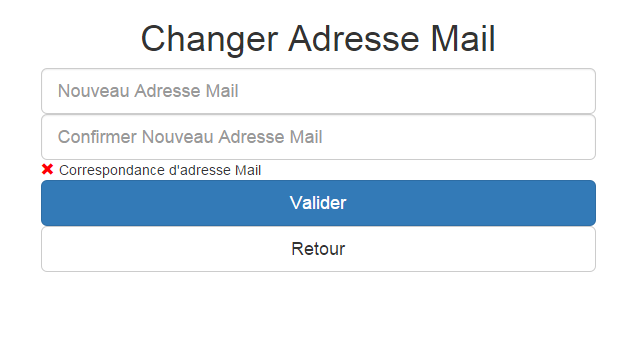 Changer Adresse Mail
Nouveau Adresse Mail
Confirmer Nouveau Adresse Mail
Correspondance d'adresse Mail
Valider
Retour